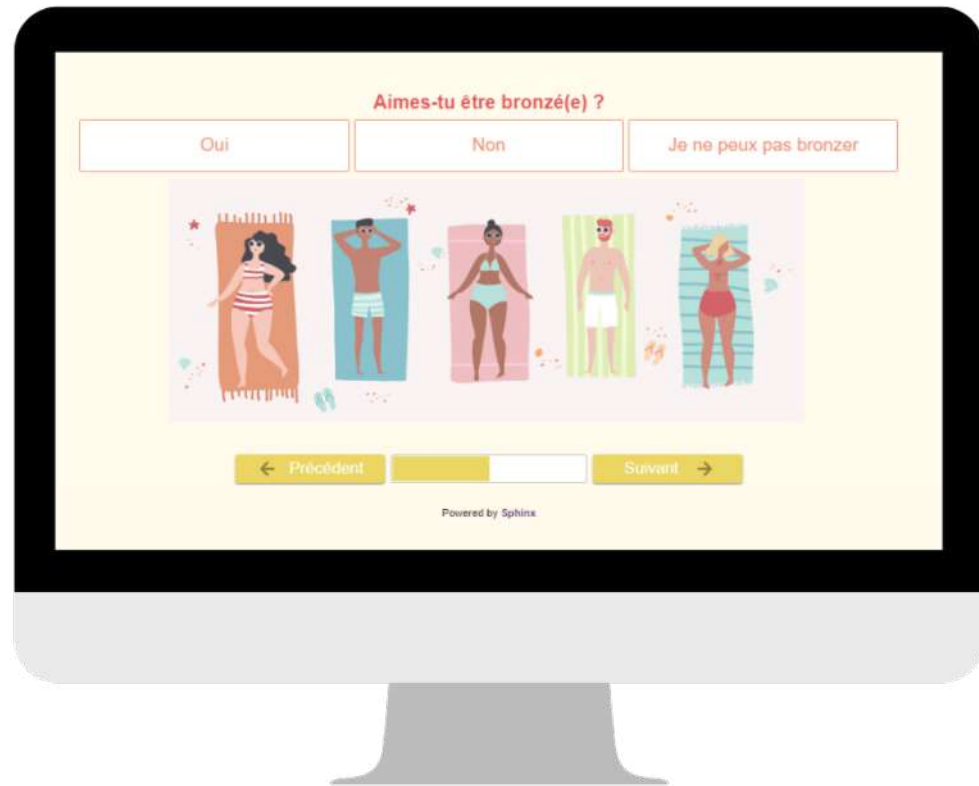 Aimes-tu être bronzé(e) ?
Oui
Non
Je ne peux pas bronzer
← Précédent
Suivant →
Powered by Sphinx